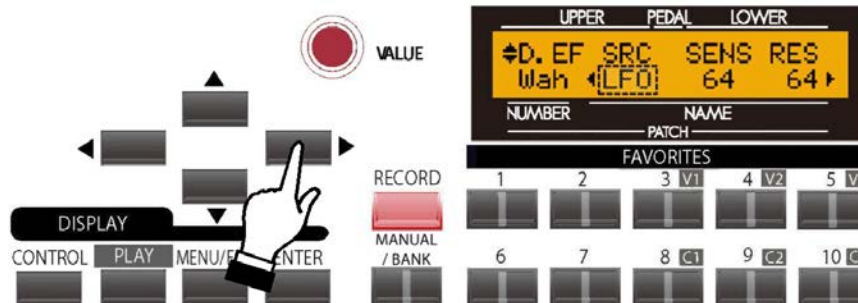 UPPER PEDAL LOWER
D. EF SRC SENS RES
Wah LFO 64 64
NUMBER NAME
PATCH
VALUE
FAVORITES
RECORD
1 2 3 V1 4 V2 5
DISPLAY
CONTROL PLAY
MANUAL
/ BANK
6 7 8 C1 9 C2 10